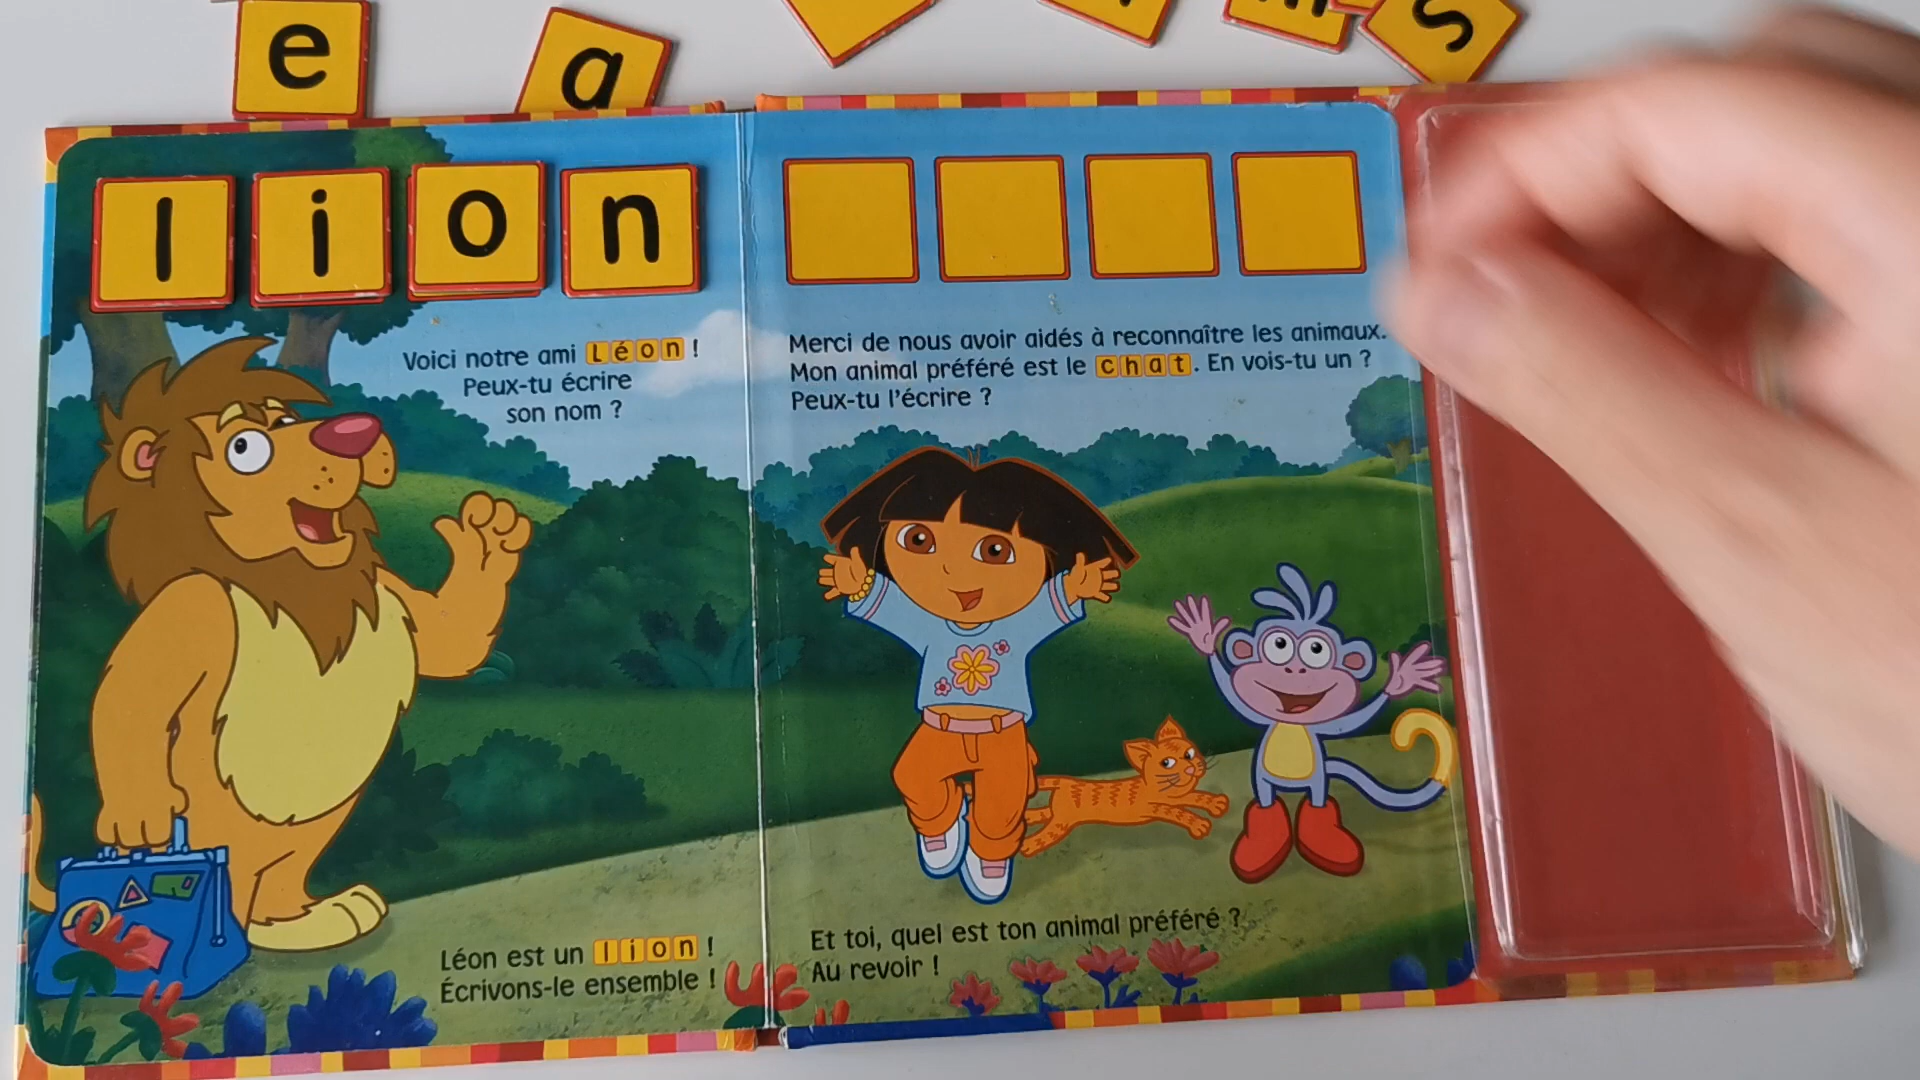 e
a
s
l i o n
Voici notre ami Léon !
Peux-tu écrire
son nom ?
Léon est un lion !
Écrivons-le ensemble !
Merci de nous avoir aidés à reconnaître les animaux.
Mon animal préféré est le chat. En vois-tu un ?
Peux-tu l'écrire ?
Et toi, quel est ton animal préféré ?
Au revoir !